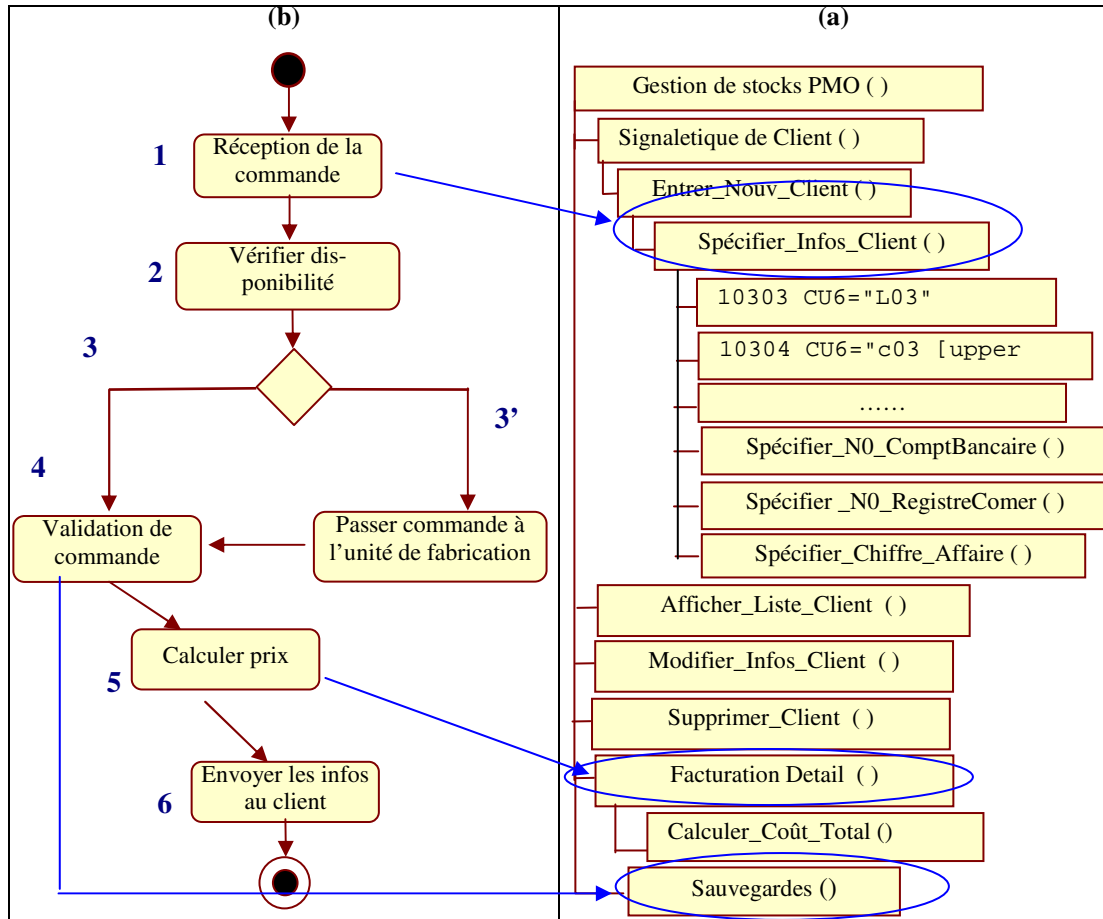 (b)
1
Réception de la
commande
2
Vérifier dis-
ponibilité
3
3’
4
Validation de
commande
Passer commande à
l’unité de fabrication
Calculer prix
5
Envoyer les infos
au client
6
(a)
Gestion de stocks PMO ( )
Signaletique de Client ( )
Entrer_Nouv_Client ( )
Spécifier_Infos_Client ( )
10303 CU6="L03"
10304 CU6="c03 [upper
……
Spécifier_N0_ComptBancaire ( )
Spécifier _N0_RegistreComer ( )
Spécifier_Chiffre_Affaire ( )
Afficher_Liste_Client ( )
Modifier_Infos_Client ( )
Supprimer_Client ( )
Facturation Detail ( )
Calculer_Coût_Total ()
Sauvegardes ()